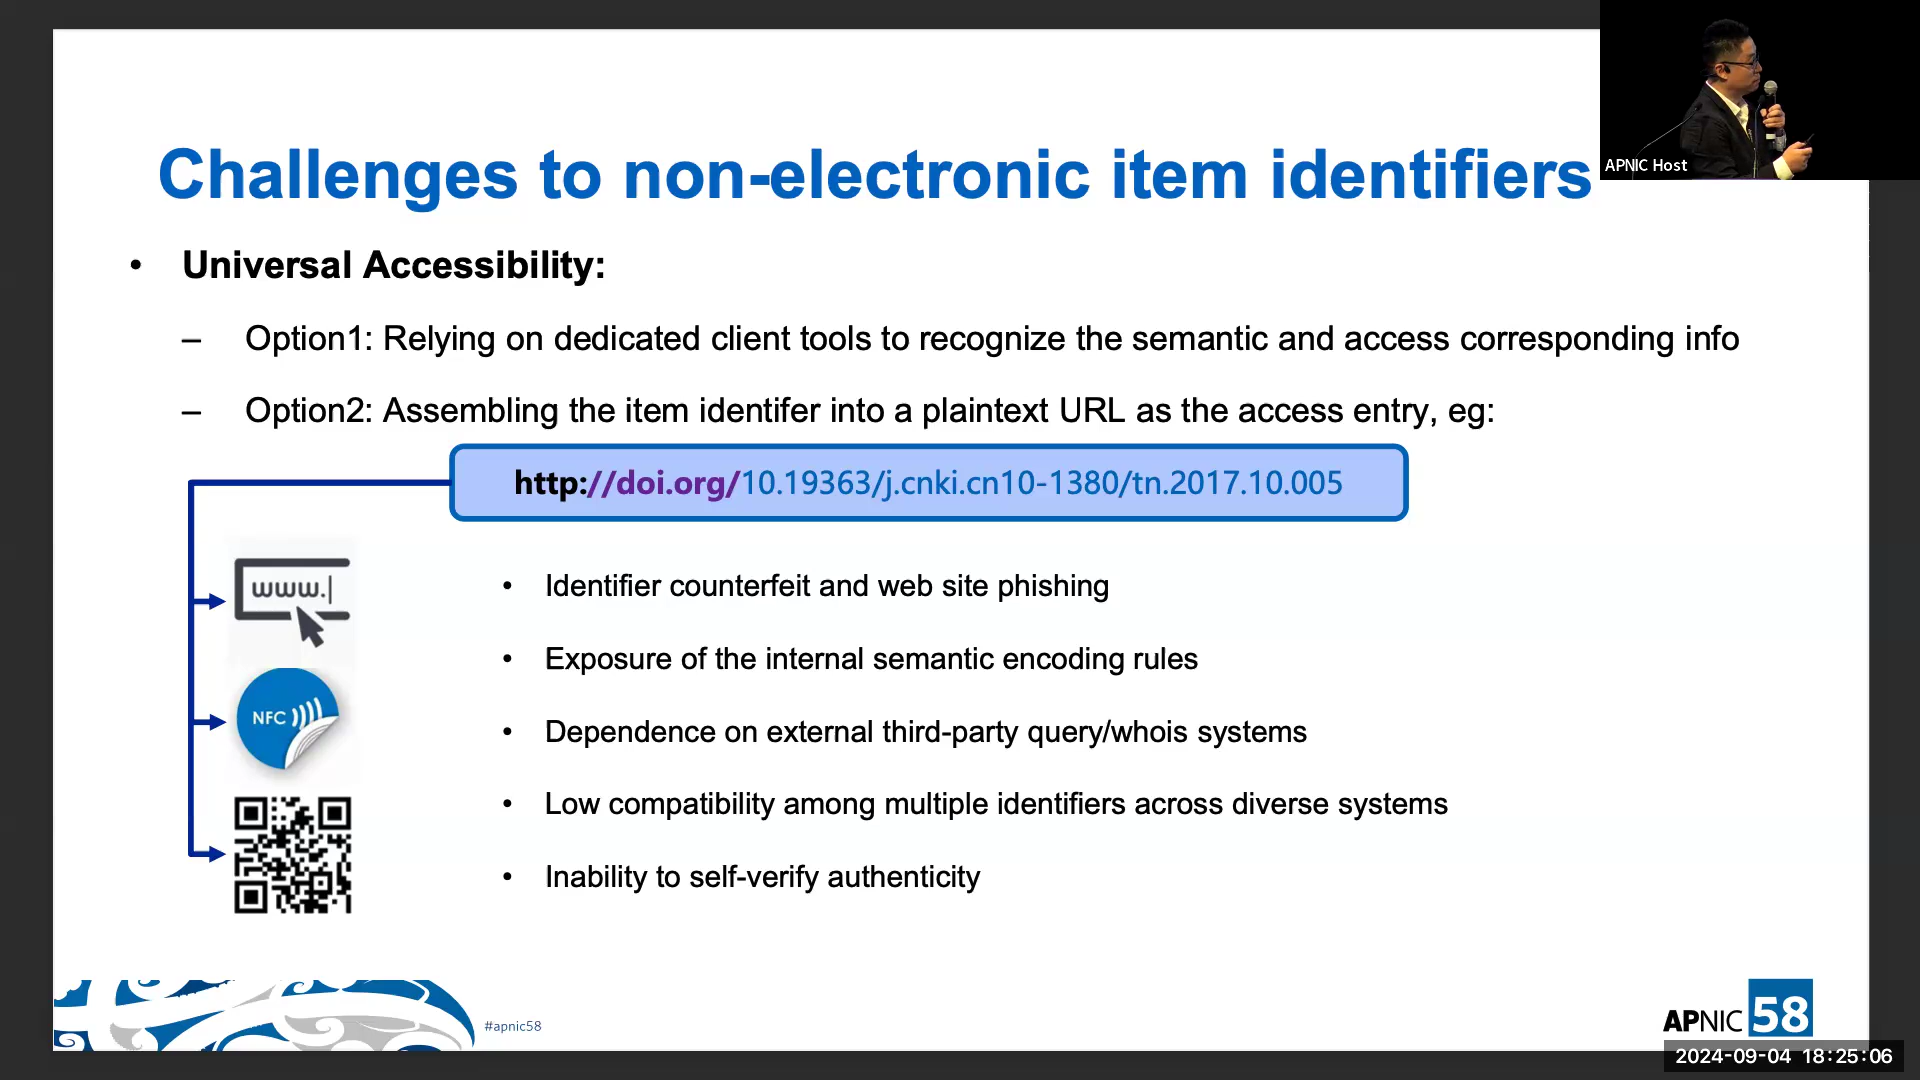 APNIC Host
Challenges to non-electronic item identifiers
• Universal Accessibility:
– Option1: Relying on dedicated client tools to recognize the semantic and access corresponding info
– Option2: Assembling the item identifer into a plaintext URL as the access entry, eg:
http://doi.org/10.19363/j.cnki.cn10-1380/tn.2017.10.005
www.|
NFC
• Identifier counterfeit and web site phishing
• Exposure of the internal semantic encoding rules
• Dependence on external third-party query/whois systems
• Low compatibility among multiple identifiers across diverse systems
• Inability to self-verify authenticity
#apnic58
APNIC 58
2024-09-04 18:25:06